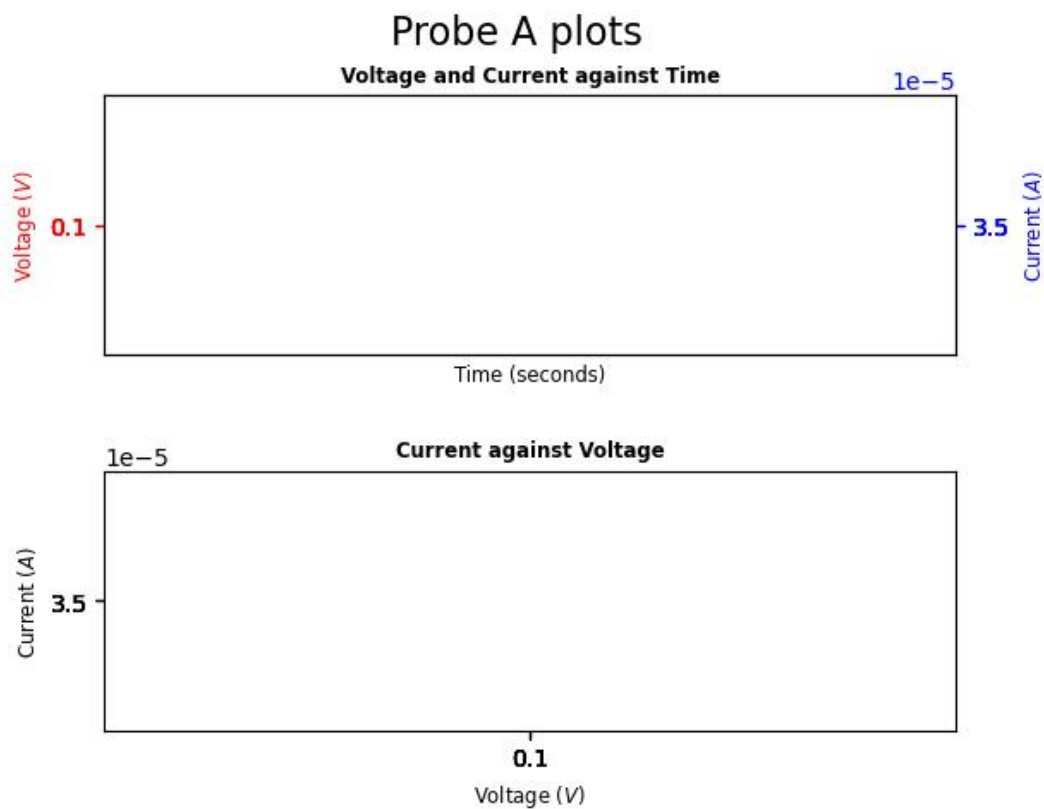 Probe A plots
Voltage and Current against Time
1e−5
Voltage (V)
0.1
3.5
Current (A)
Time (seconds)
Current against Voltage
1e−5
Current (A)
3.5
0.1
Voltage (V)